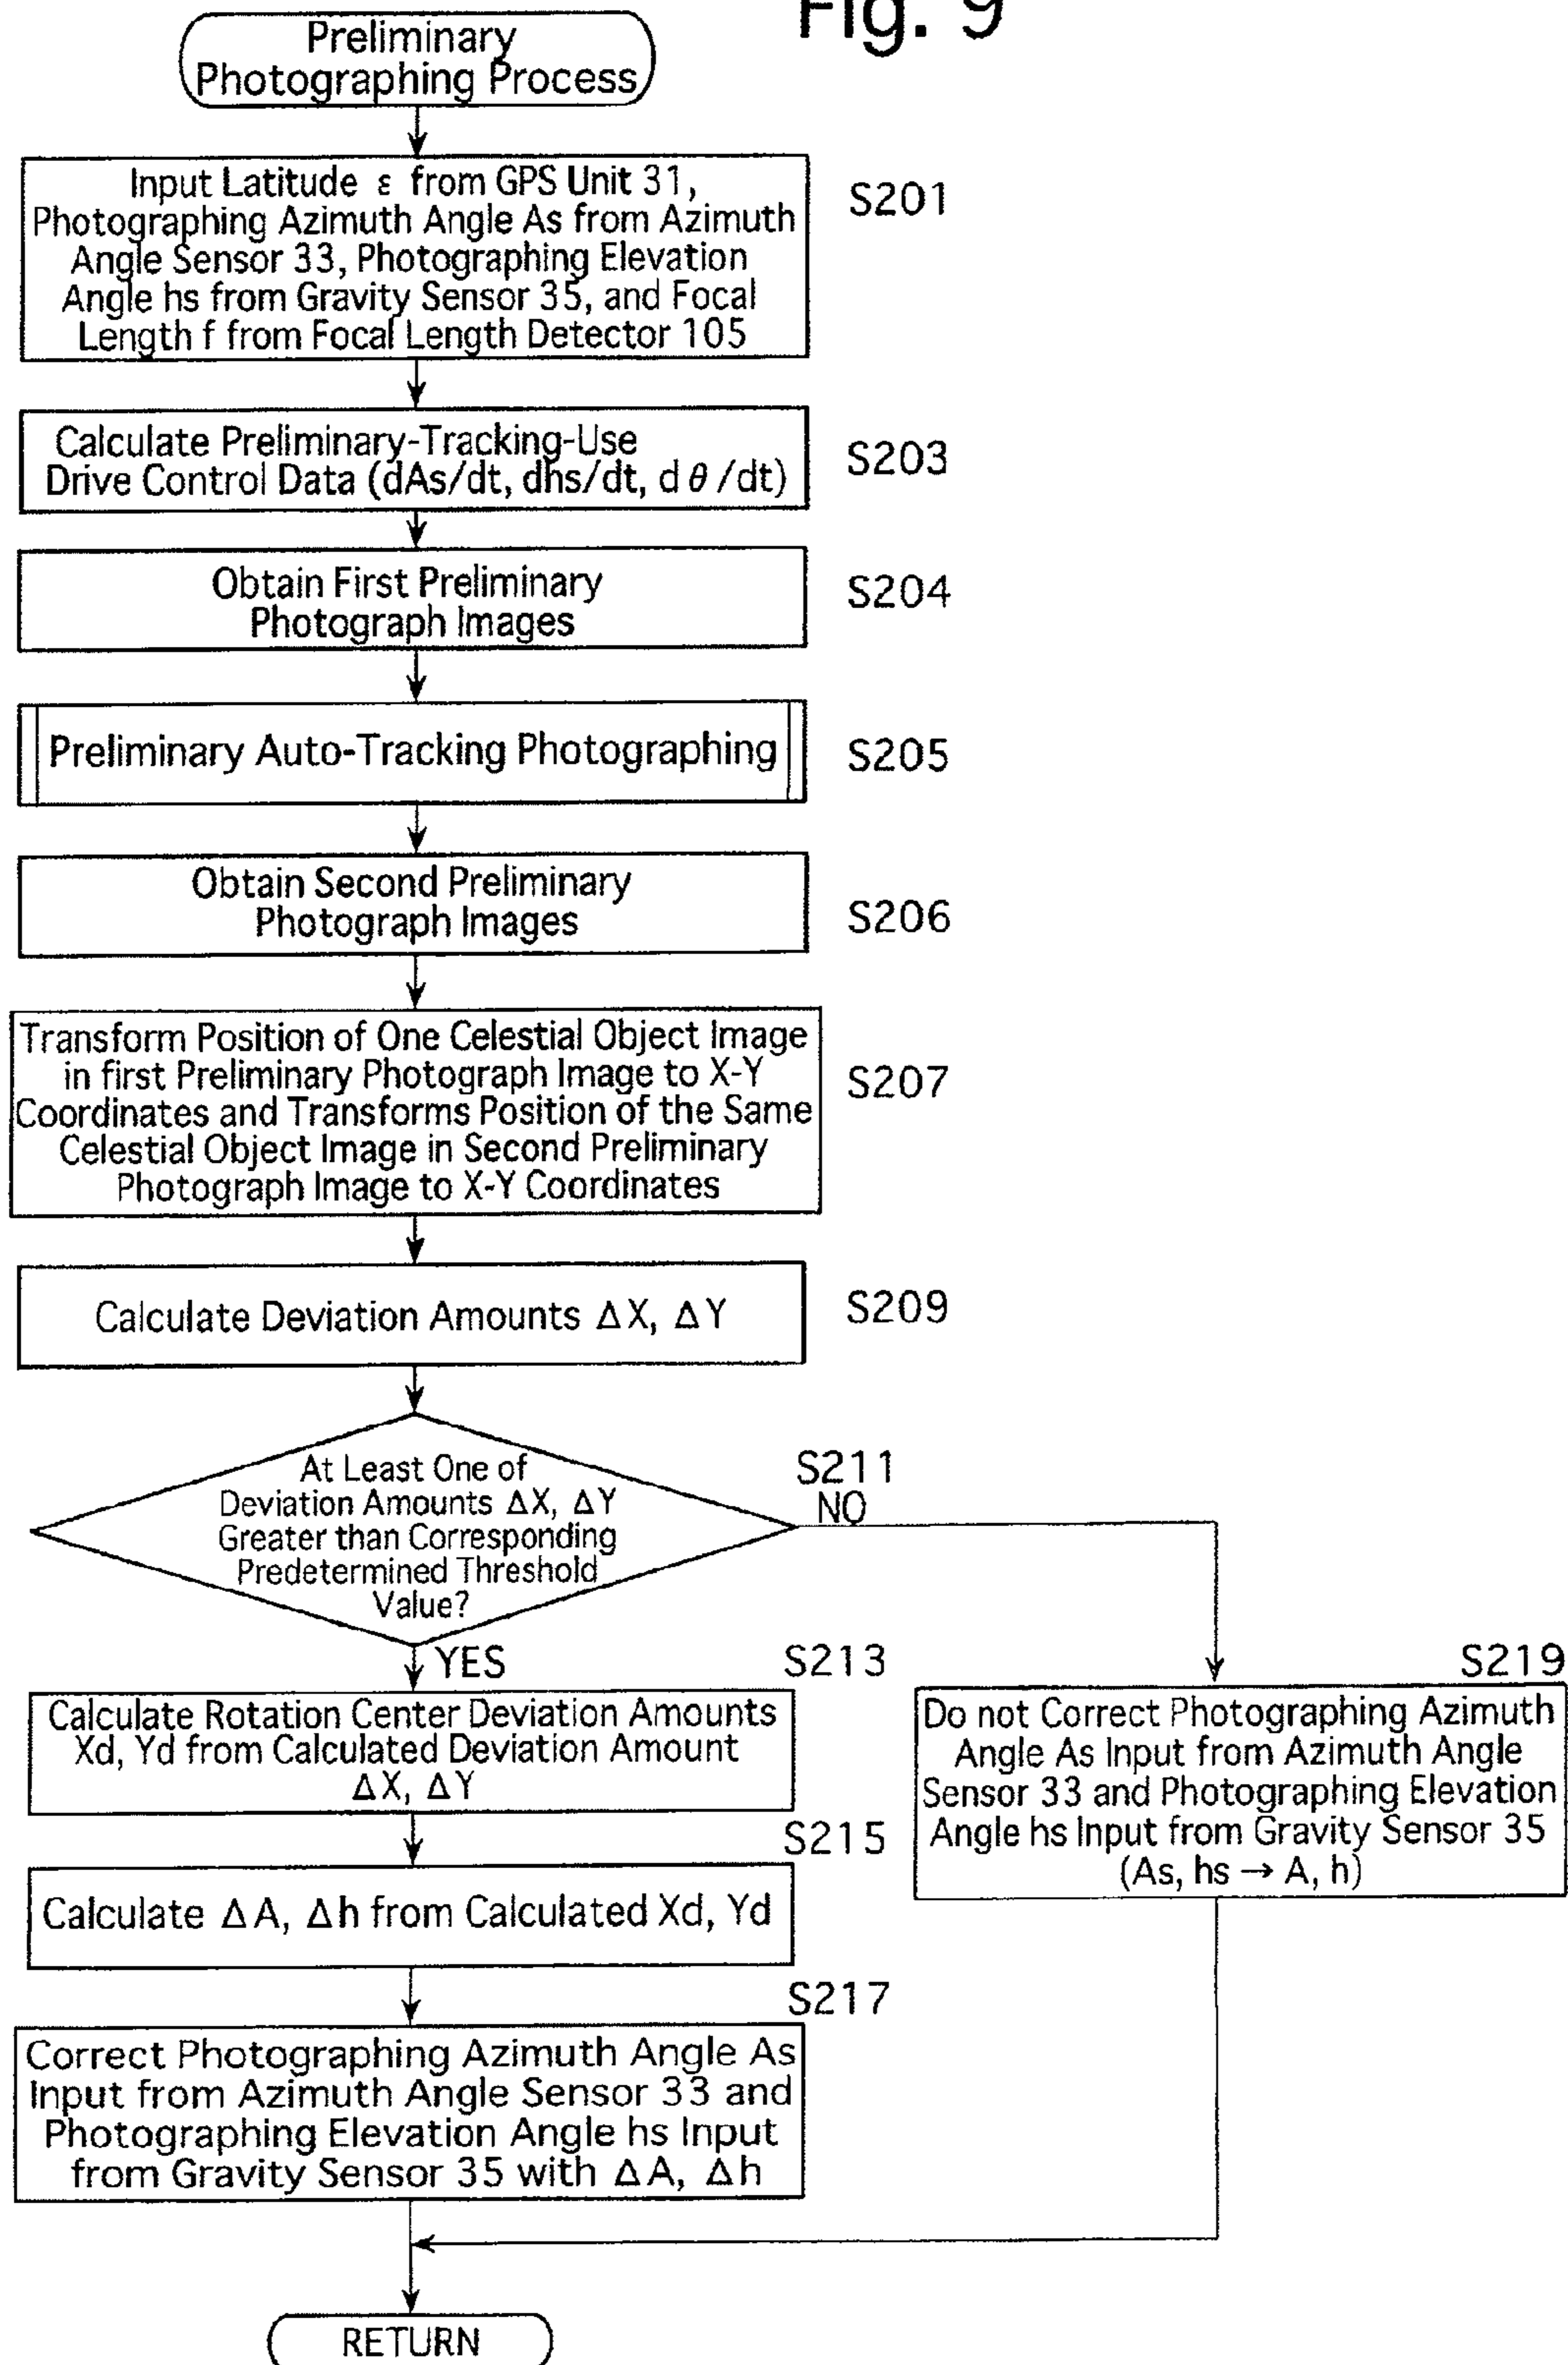 Fig. 9
Preliminary
Photographing Process
Input Latitude ε from GPS Unit 31,
Photographing Azimuth Angle As from Azimuth
Angle Sensor 33, Photographing Elevation
Angle hs from Gravity Sensor 35, and Focal
Length f from Focal Length Detector 105
S201
Calculate Preliminary-Tracking-Use
Drive Control Data (dAs/dt, dhs/dt, dθ/dt)
S203
Obtain First Preliminary
Photograph Images
S204
Preliminary Auto-Tracking Photographing
S205
Obtain Second Preliminary
Photograph Images
S206
Transform Position of One Celestial Object Image
in first Preliminary Photograph Image to X-Y
Coordinates and Transforms Position of the Same
Celestial Object Image in Second Preliminary
Photograph Image to X-Y Coordinates
S207
Calculate Deviation Amounts ΔX, ΔY
S209
At Least One of
Deviation Amounts ΔX, ΔY
Greater than Corresponding
Predetermined Threshold
Value?
S211
NO
YES
S213
Calculate Rotation Center Deviation Amounts
Xd, Yd from Calculated Deviation Amount
ΔX, ΔY
S215
Calculate ΔA, Δh from Calculated Xd, Yd
S217
Correct Photographing Azimuth Angle As
Input from Azimuth Angle Sensor 33 and
Photographing Elevation Angle hs Input
from Gravity Sensor 35 with ΔA, Δh
S219
Do not Correct Photographing Azimuth
Angle As Input from Azimuth Angle
Sensor 33 and Photographing Elevation
Angle hs Input from Gravity Sensor 35
(As, hs → A, h)
RETURN